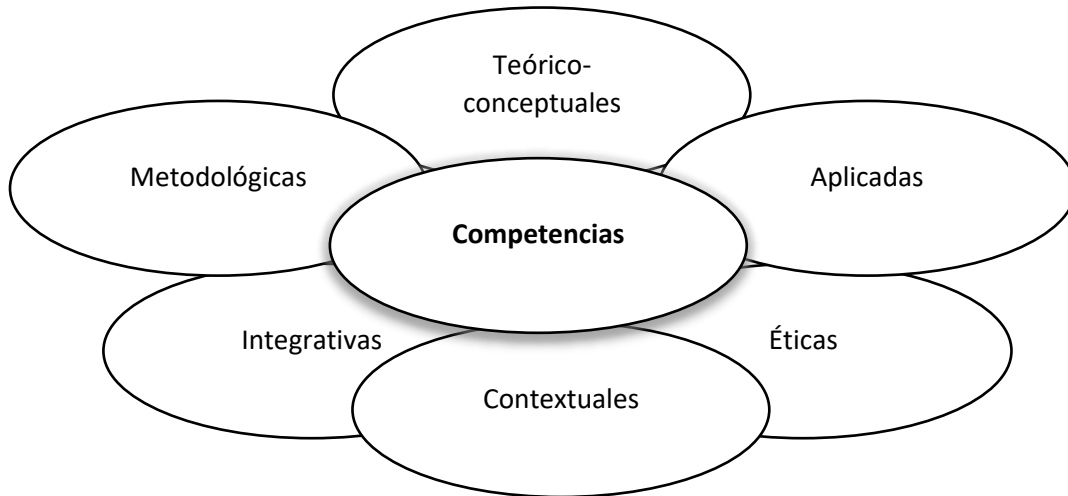 Teórico-
conceptuales
Metodológicas
Aplicadas
Competencias
Integrativas
Éticas
Contextuales